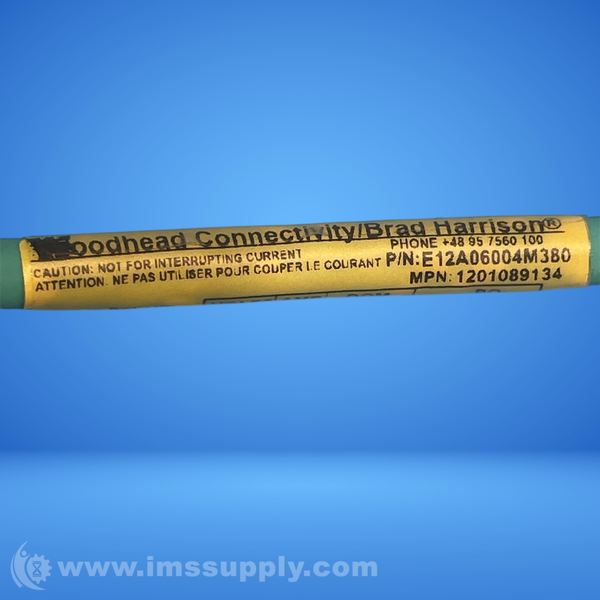 Woodhead Connectivity/Brad Harrison®
PHONE +48 95 7560 100
CAUTION: NOT FOR INTERRUPTING CURRENT
P/N:E12A06004M380
ATTENTION: NE PAS UTILISER POUR COUPER LE COURANT
MPN: 1201089134
www.imssupply.com